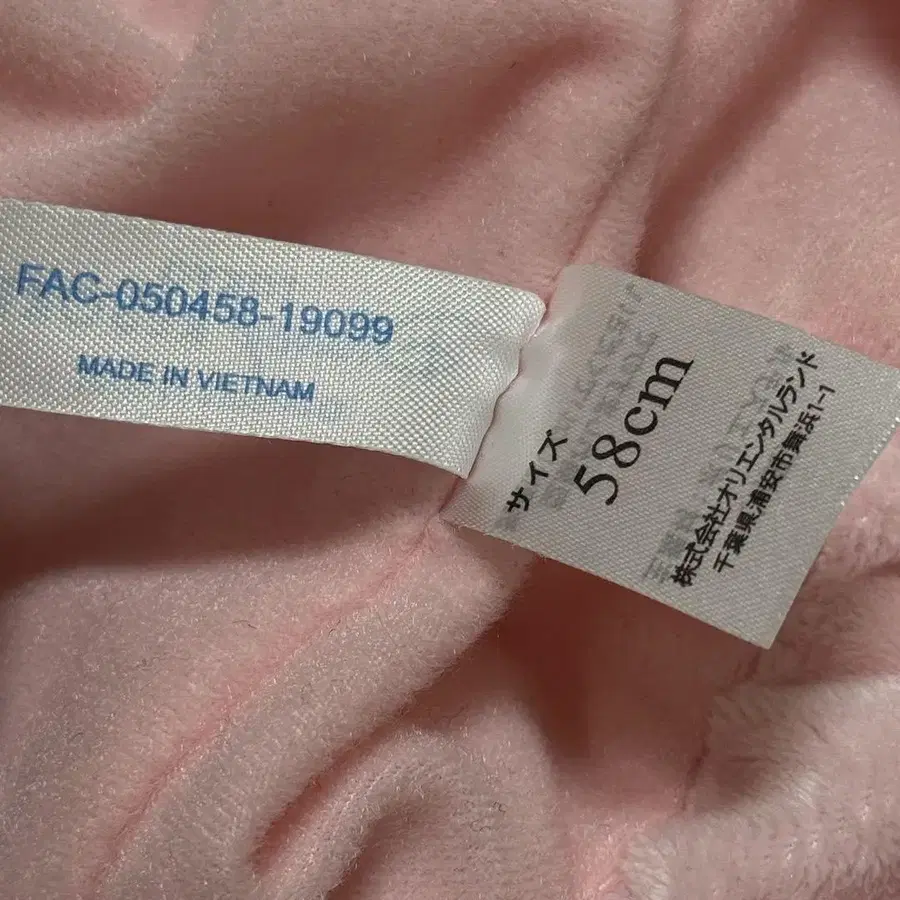 FAC-050458-19099
MADE IN VIETNAM
サイズ
58cm
株式会社オリエンタルランド
千葉県浦安市舞浜1-1